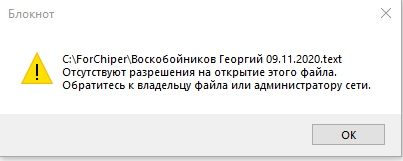 Блокнот
C:\ForChiper\Воскобойников Георгий 09.11.2020.text
Отсутствуют разрешения на открытие этого файла.
Обратитесь к владельцу файла или администратору сети.
ОК